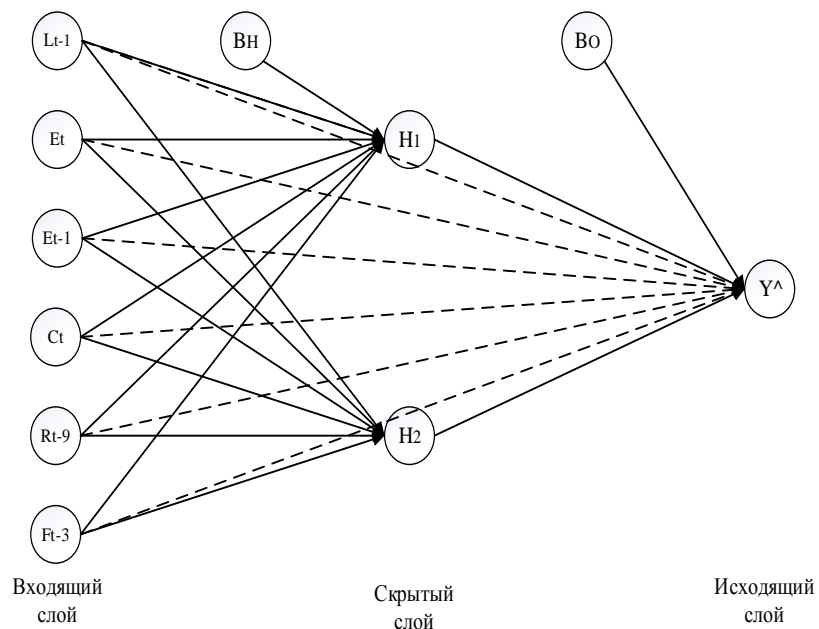 Lt-1
BH
BO
Et
H1
Et-1
Y^
Ct
Rt-9
H2
Ft-3
Входящий
слой
Скрытый
слой
Исходящий
слой